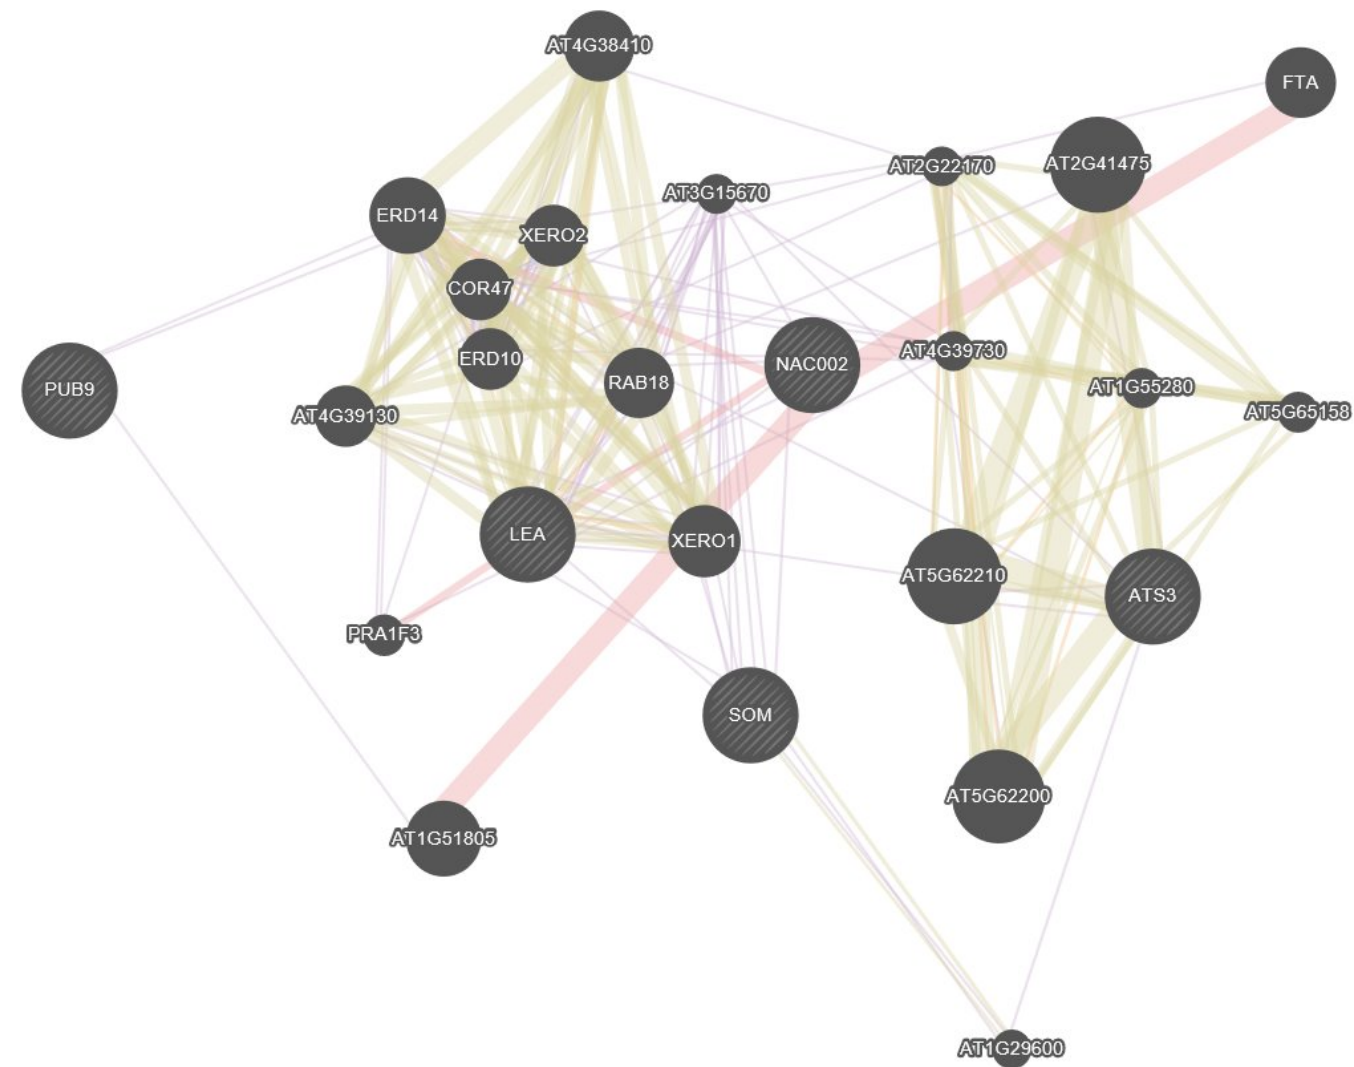 AT4G38410
FTA
AT2G22170
AT2G41475
AT3G15670
ERD14
XERO2
COR47
ERD10
RAB18
NAC002
AT4G39730
AT1G55280
AT5G65158
PUB9
AT4G39130
LEA
XERO1
AT5G62210
ATS3
PRA1F3
SOM
AT5G62200
AT1G51805
AT1G29600